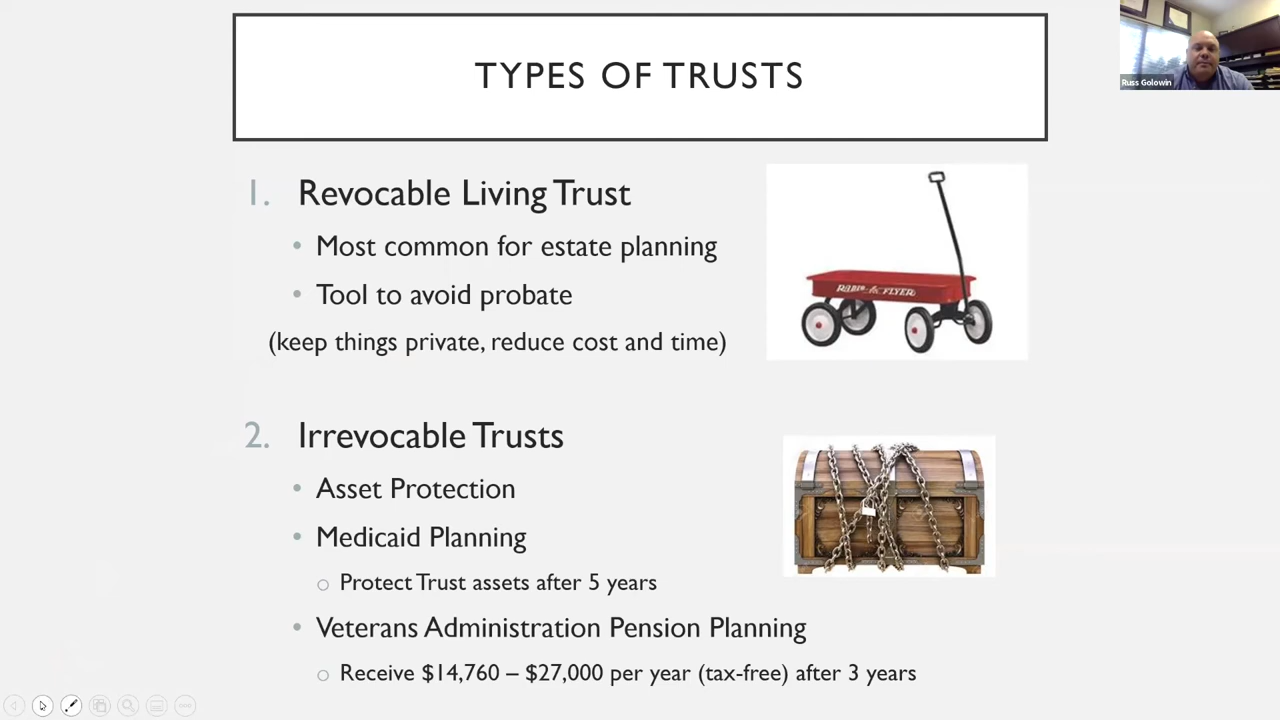 TYPES OF TRUSTS
Russ Golowin
1. Revocable Living Trust
• Most common for estate planning
• Tool to avoid probate
(keep things private, reduce cost and time)
RADIO FLYER
2. Irrevocable Trusts
• Asset Protection
• Medicaid Planning
○ Protect Trust assets after 5 years
• Veterans Administration Pension Planning
○ Receive $14,760 – $27,000 per year (tax-free) after 3 years